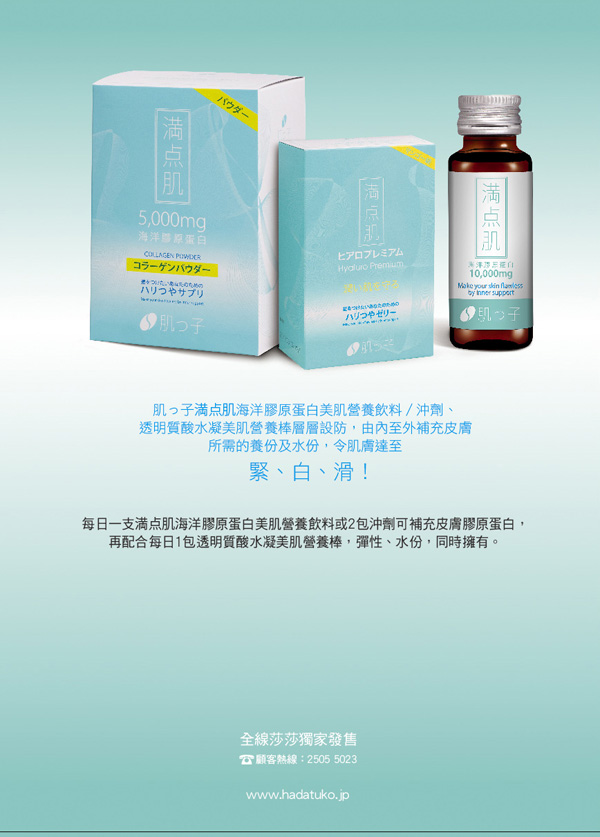 パウダー
満点肌
5,000mg
海洋膠原蛋白
COLLAGEN POWDER
コラーゲンパウダー
ハリつやサプリ
肌っ子
満点肌
ヒアロプレミアム
Hyaluro Premium
ハリつやゼリー
肌っ子
満点肌
海洋膠原蛋白
10,000mg
Make your skin flawless
by inner support
肌っ子
肌っ子満点肌海洋膠原蛋白美肌營養飲料/沖劑、
透明質酸水凝美肌營養棒層層設防,由內至外補充皮膚
所需的養份及水份,令肌膚達至
緊、白、滑!
每日一支満点肌海洋膠原蛋白美肌營養飲料或2包沖劑可補充皮膚膠原蛋白,
再配合每日1包透明質酸水凝美肌營養棒,彈性、水份,同時擁有。
全線莎莎獨家發售
☎顧客熱線:2505 5023
www.hadatuko.jp